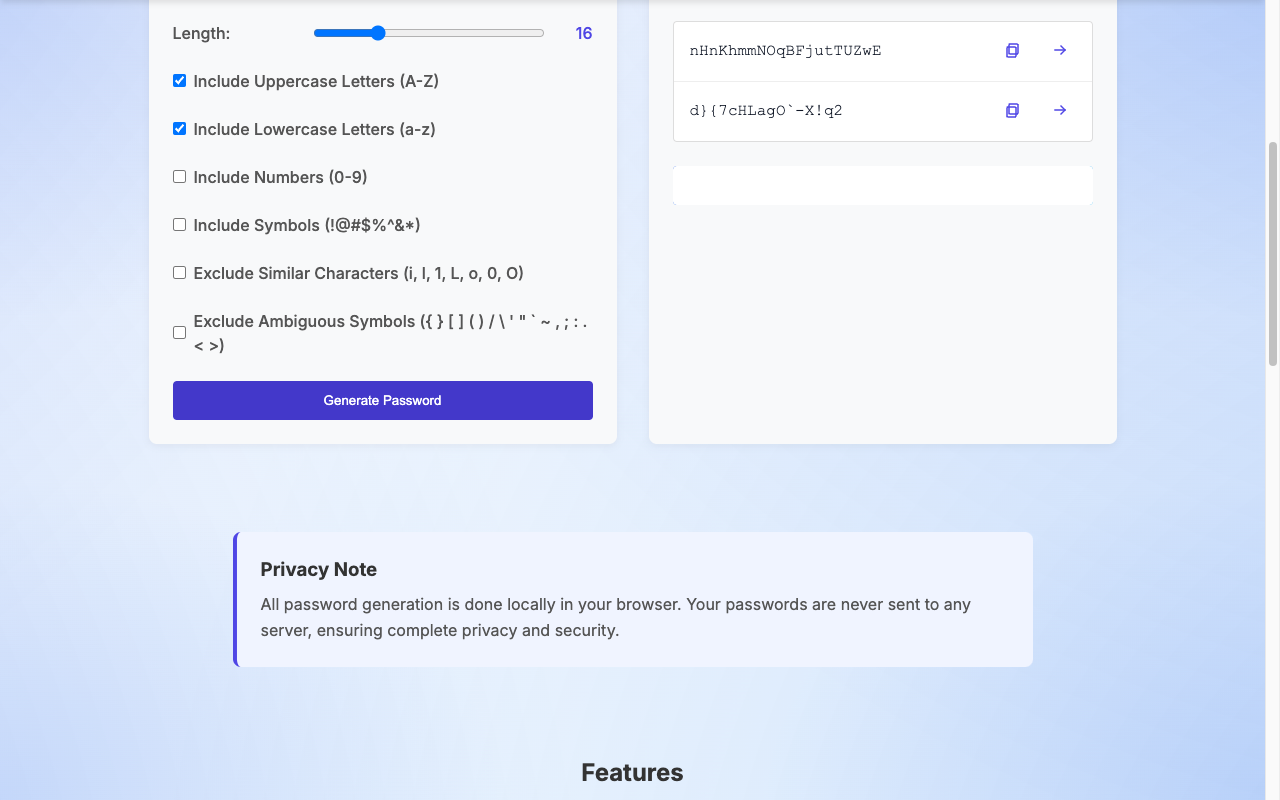 Length:
16
Include Uppercase Letters (A-Z)
Include Lowercase Letters (a-z)
Include Numbers (0-9)
Include Symbols (!@#$%^&*)
Exclude Similar Characters (i, l, 1, L, o, 0, O)
Exclude Ambiguous Symbols ({ } [ ] ( ) / \ ' " ` ~ , ; : .
< >)
Generate Password
nHnKhmmNOqBFjutTUZwE
d}{7cHLagO`-X!q2
Privacy Note
All password generation is done locally in your browser. Your passwords are never sent to any
server, ensuring complete privacy and security.
Features